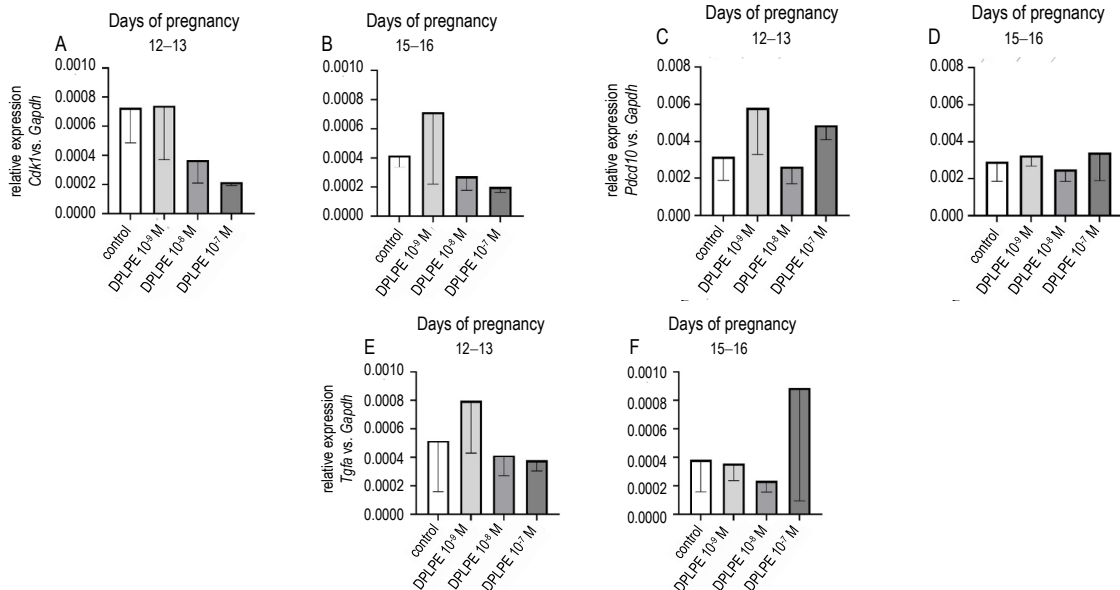 Days of pregnancy
A
12–13
relative expression
Cdk1vs. Gapdh
0.0010
0.0008
0.0006
0.0004
0.0002
0.0000
control
DPLPE 10⁻⁹ M
DPLPE 10⁻⁸ M
DPLPE 10⁻⁷ M
Days of pregnancy
B
15–16
0.0010
0.0008
0.0006
0.0004
0.0002
0.0000
control
DPLPE 10⁻⁹ M
DPLPE 10⁻⁸ M
DPLPE 10⁻⁷ M
Days of pregnancy
C
12–13
relative expression
Pdcd10 vs. Gapdh
0.008
0.006
0.004
0.002
0.000
control
DPLPE 10⁻⁹ M
DPLPE 10⁻⁸ M
DPLPE 10⁻⁷ M
Days of pregnancy
D
15–16
0.008
0.006
0.004
0.002
0.000
control
DPLPE 10⁻⁹ M
DPLPE 10⁻⁸ M
DPLPE 10⁻⁷ M
Days of pregnancy
E
12–13
relative expression
Tgfa vs. Gapdh
0.0010
0.0008
0.0006
0.0004
0.0002
0.0000
control
DPLPE 10⁻⁹ M
DPLPE 10⁻⁸ M
DPLPE 10⁻⁷ M
Days of pregnancy
F
15–16
0.0010
0.0008
0.0006
0.0004
0.0002
0.0000
control
DPLPE 10⁻⁹ M
DPLPE 10⁻⁸ M
DPLPE 10⁻⁷ M